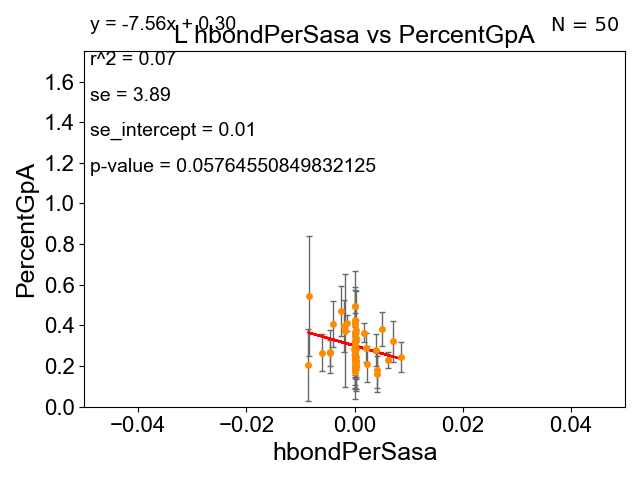 y = -7.56x + 0.30
N = 50
L hbondPerSasa vs PercentGpA
r^2 = 0.07
se = 3.89
se_intercept = 0.01
p-value = 0.05764550849832125
PercentGpA
1.6
1.4
1.2
1.0
0.8
0.6
0.4
0.2
0.0
−0.04 −0.02 0.00 0.02 0.04
hbondPerSasa